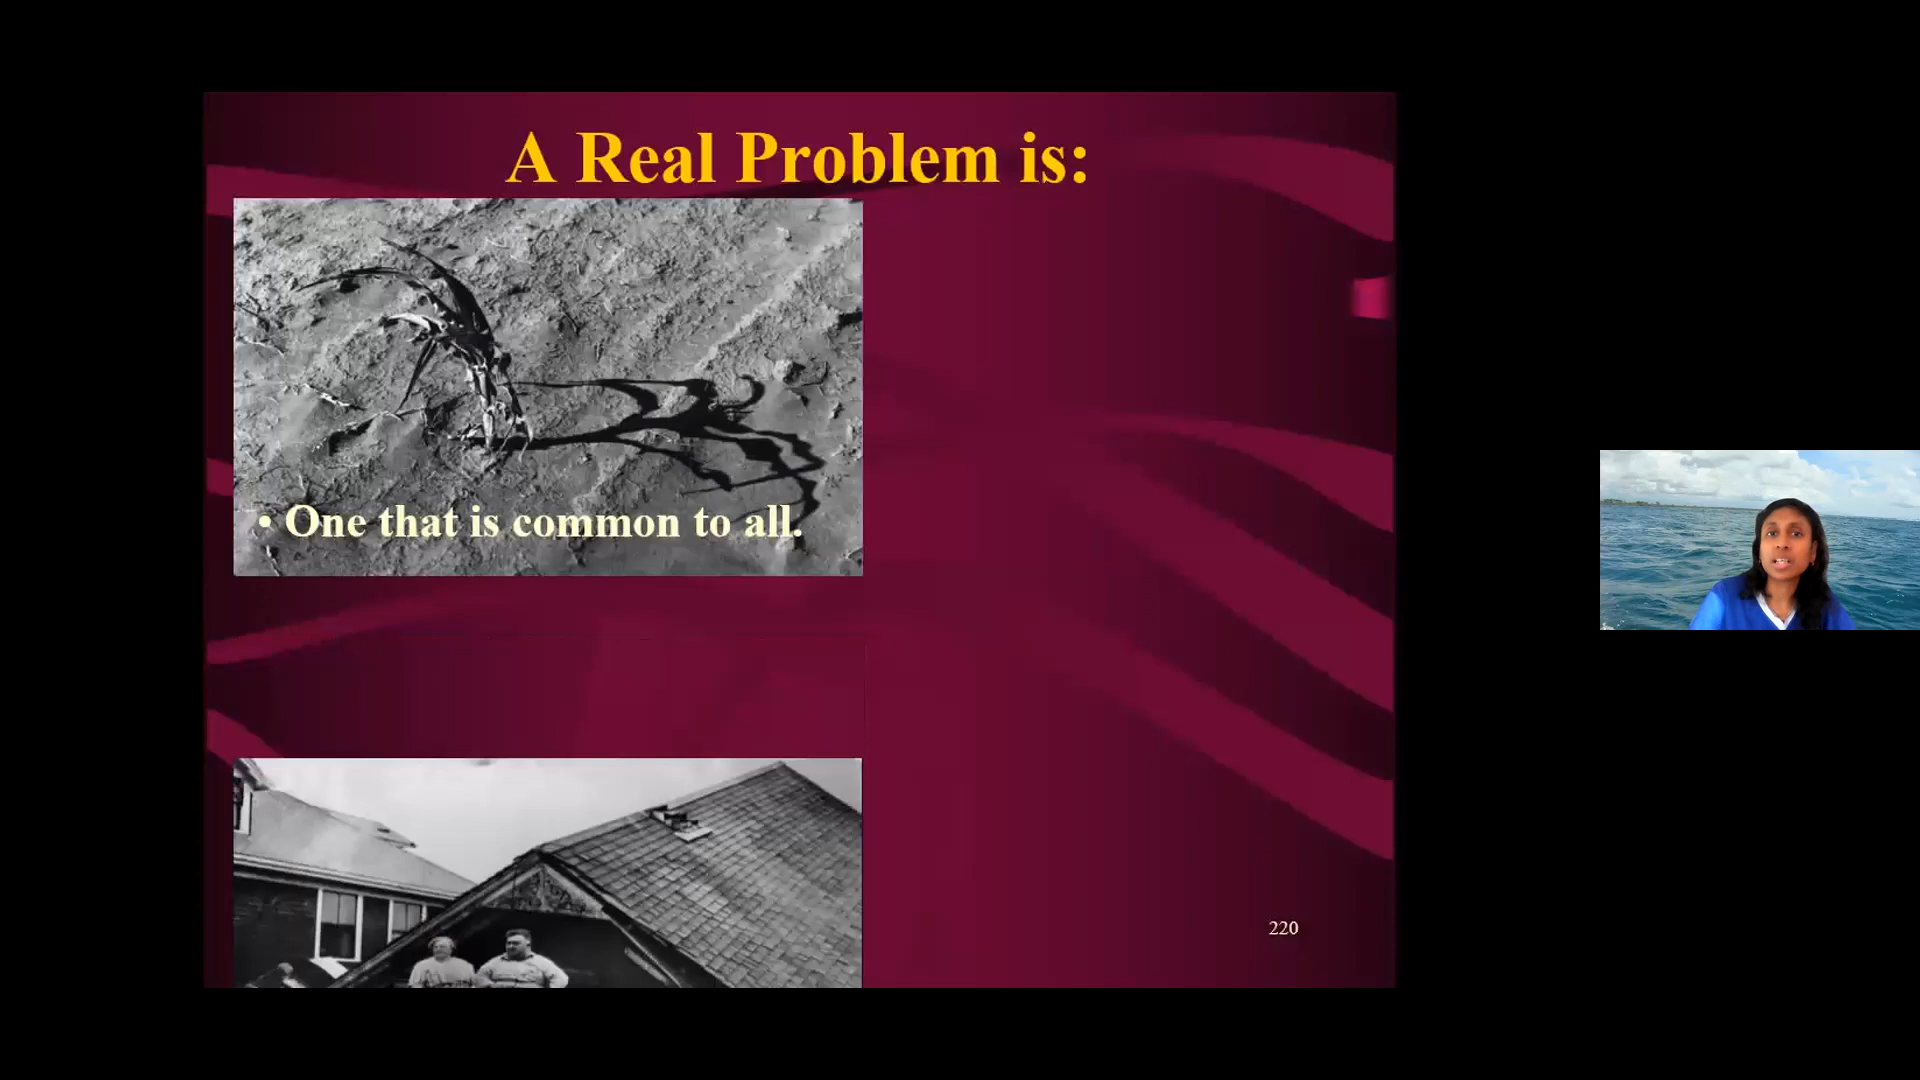 A Real Problem is:
• One that is common to all.
220